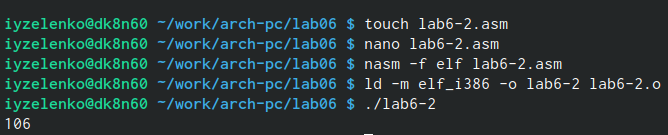 iyzelenko@dk8n60 ~/work/arch-pc/lab06 $ touch lab6-2.asm
iyzelenko@dk8n60 ~/work/arch-pc/lab06 $ nano lab6-2.asm
iyzelenko@dk8n60 ~/work/arch-pc/lab06 $ nasm -f elf lab6-2.asm
iyzelenko@dk8n60 ~/work/arch-pc/lab06 $ ld -m elf_i386 -o lab6-2 lab6-2.o
iyzelenko@dk8n60 ~/work/arch-pc/lab06 $ ./lab6-2
106